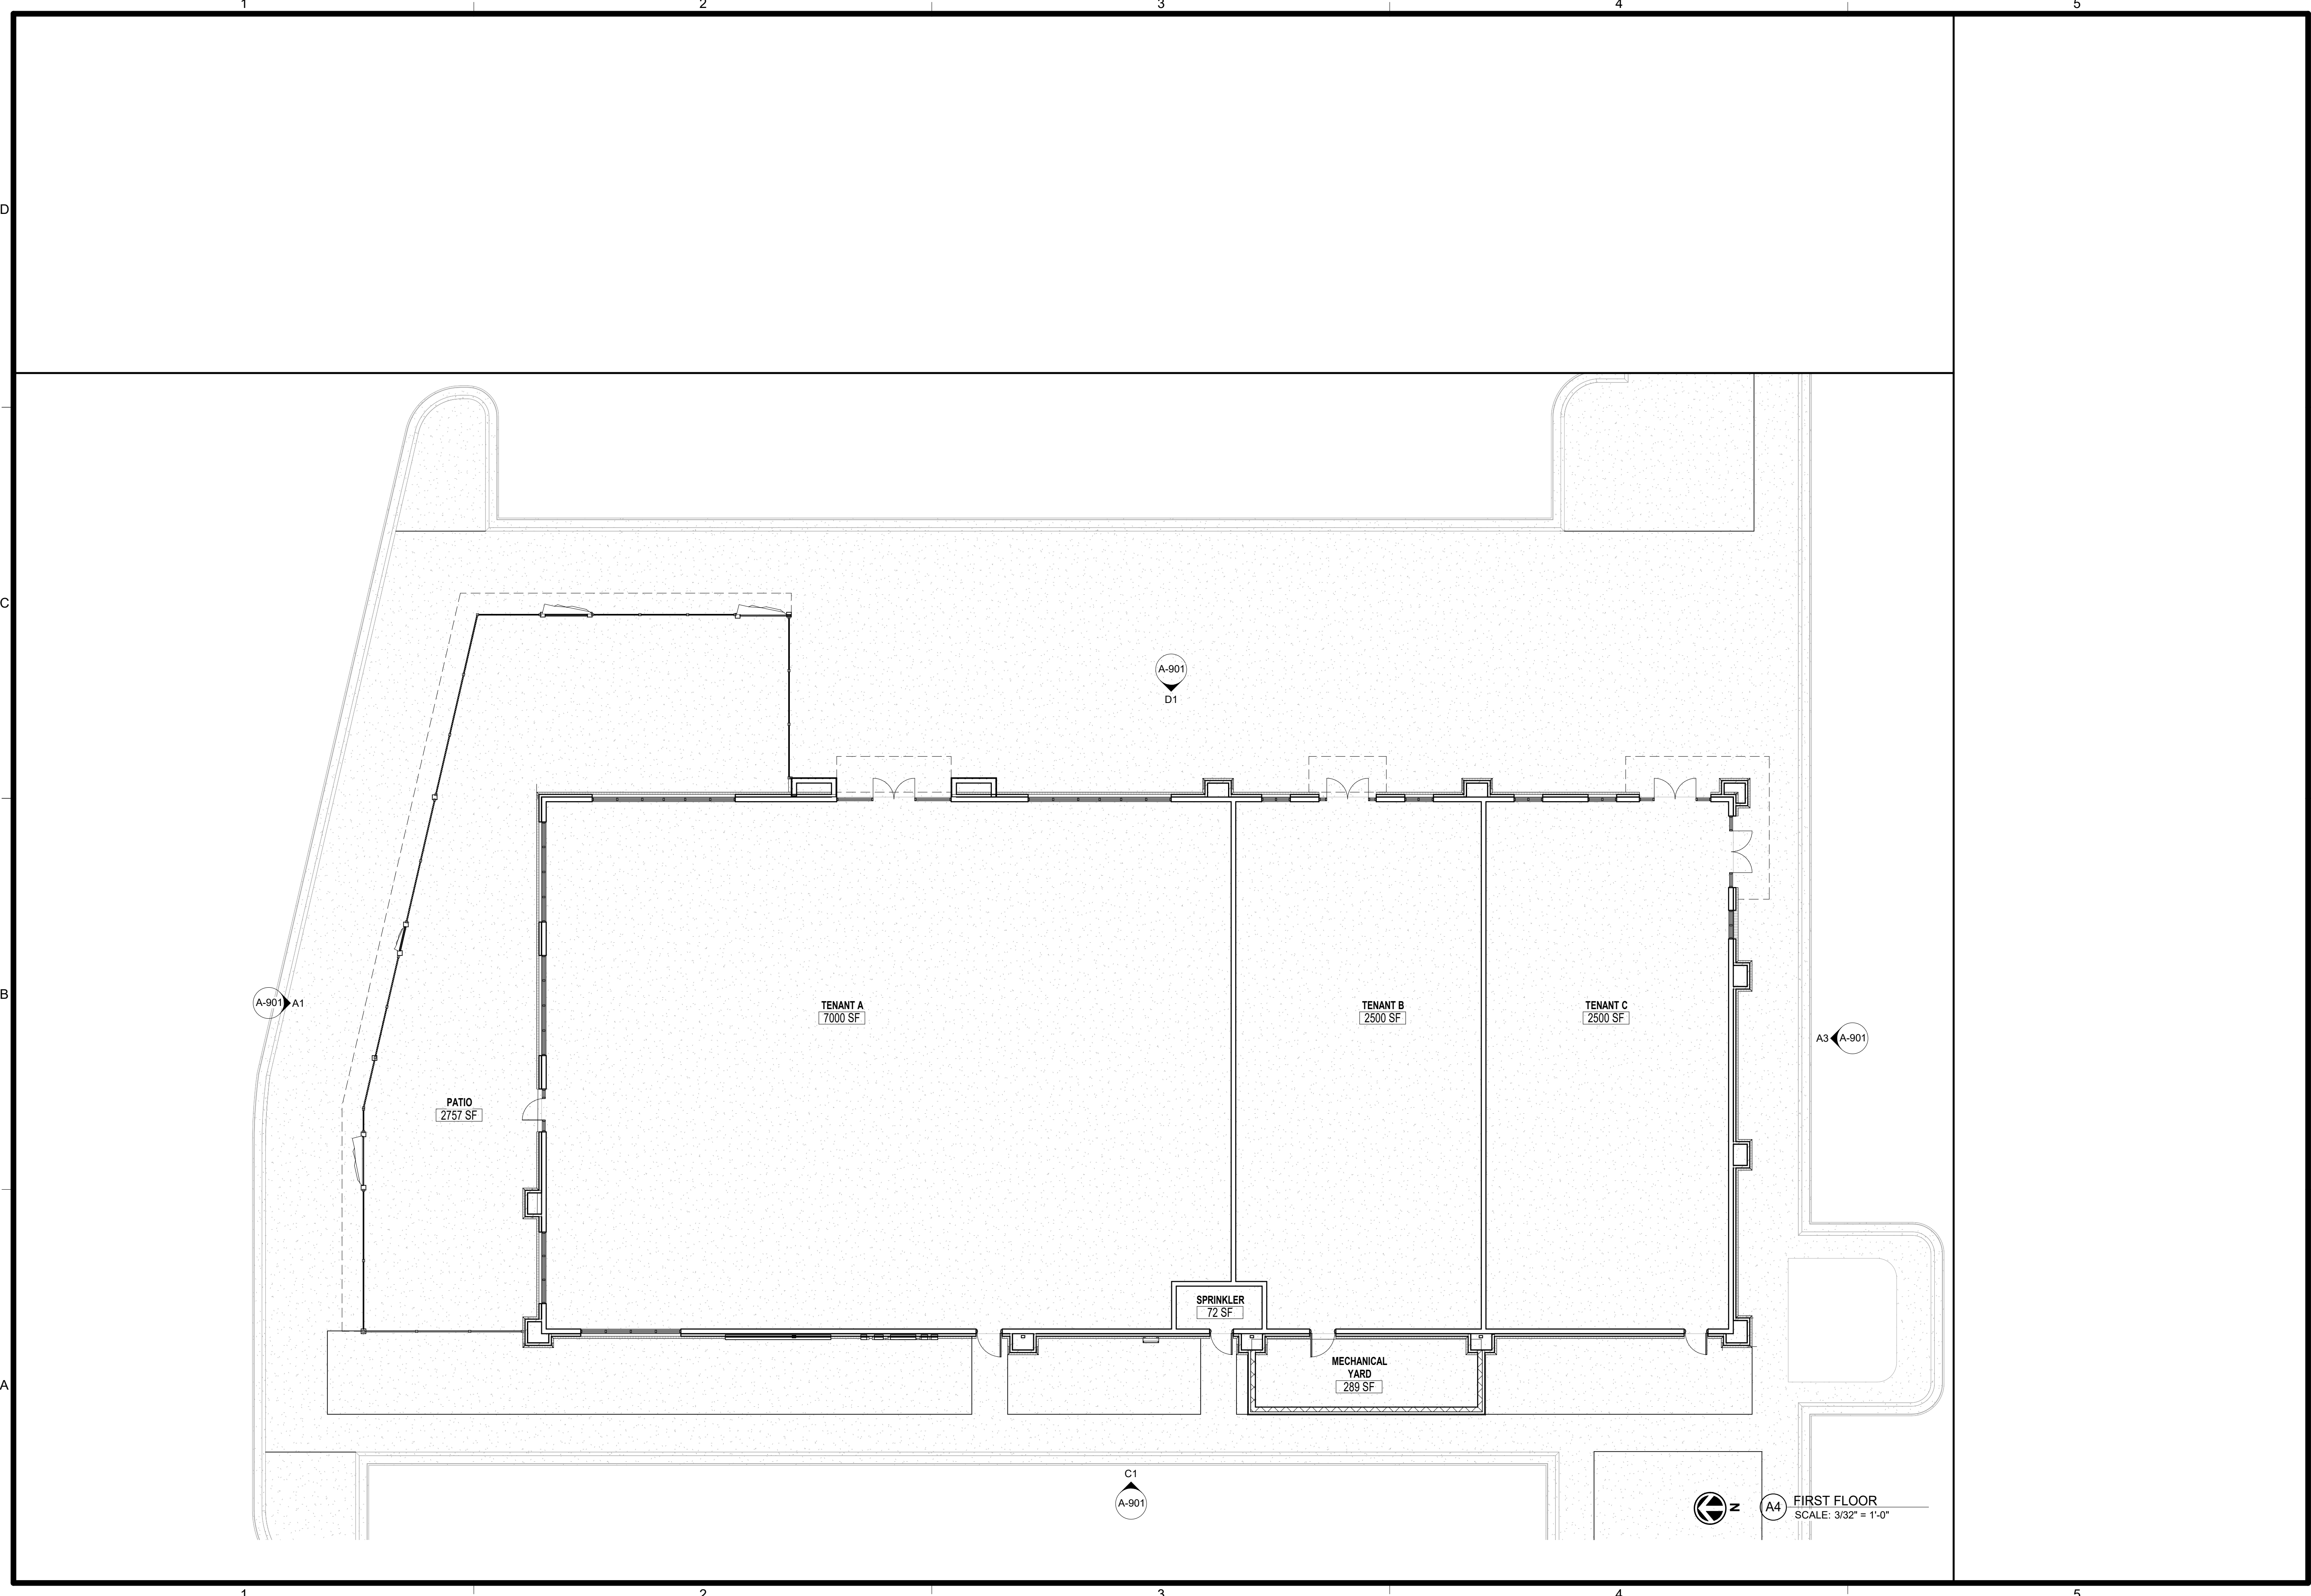 1 2 3 4 5
D
C
A-901
D1
B
A-901 A1
TENANT A
7000 SF
TENANT B
2500 SF
TENANT C
2500 SF
A3 A-901
PATIO
2757 SF
SPRINKLER
72 SF
MECHANICAL
YARD
289 SF
A
C1
A-901
N
A4 FIRST FLOOR
SCALE: 3/32" = 1'-0"
1 2 3 4 5